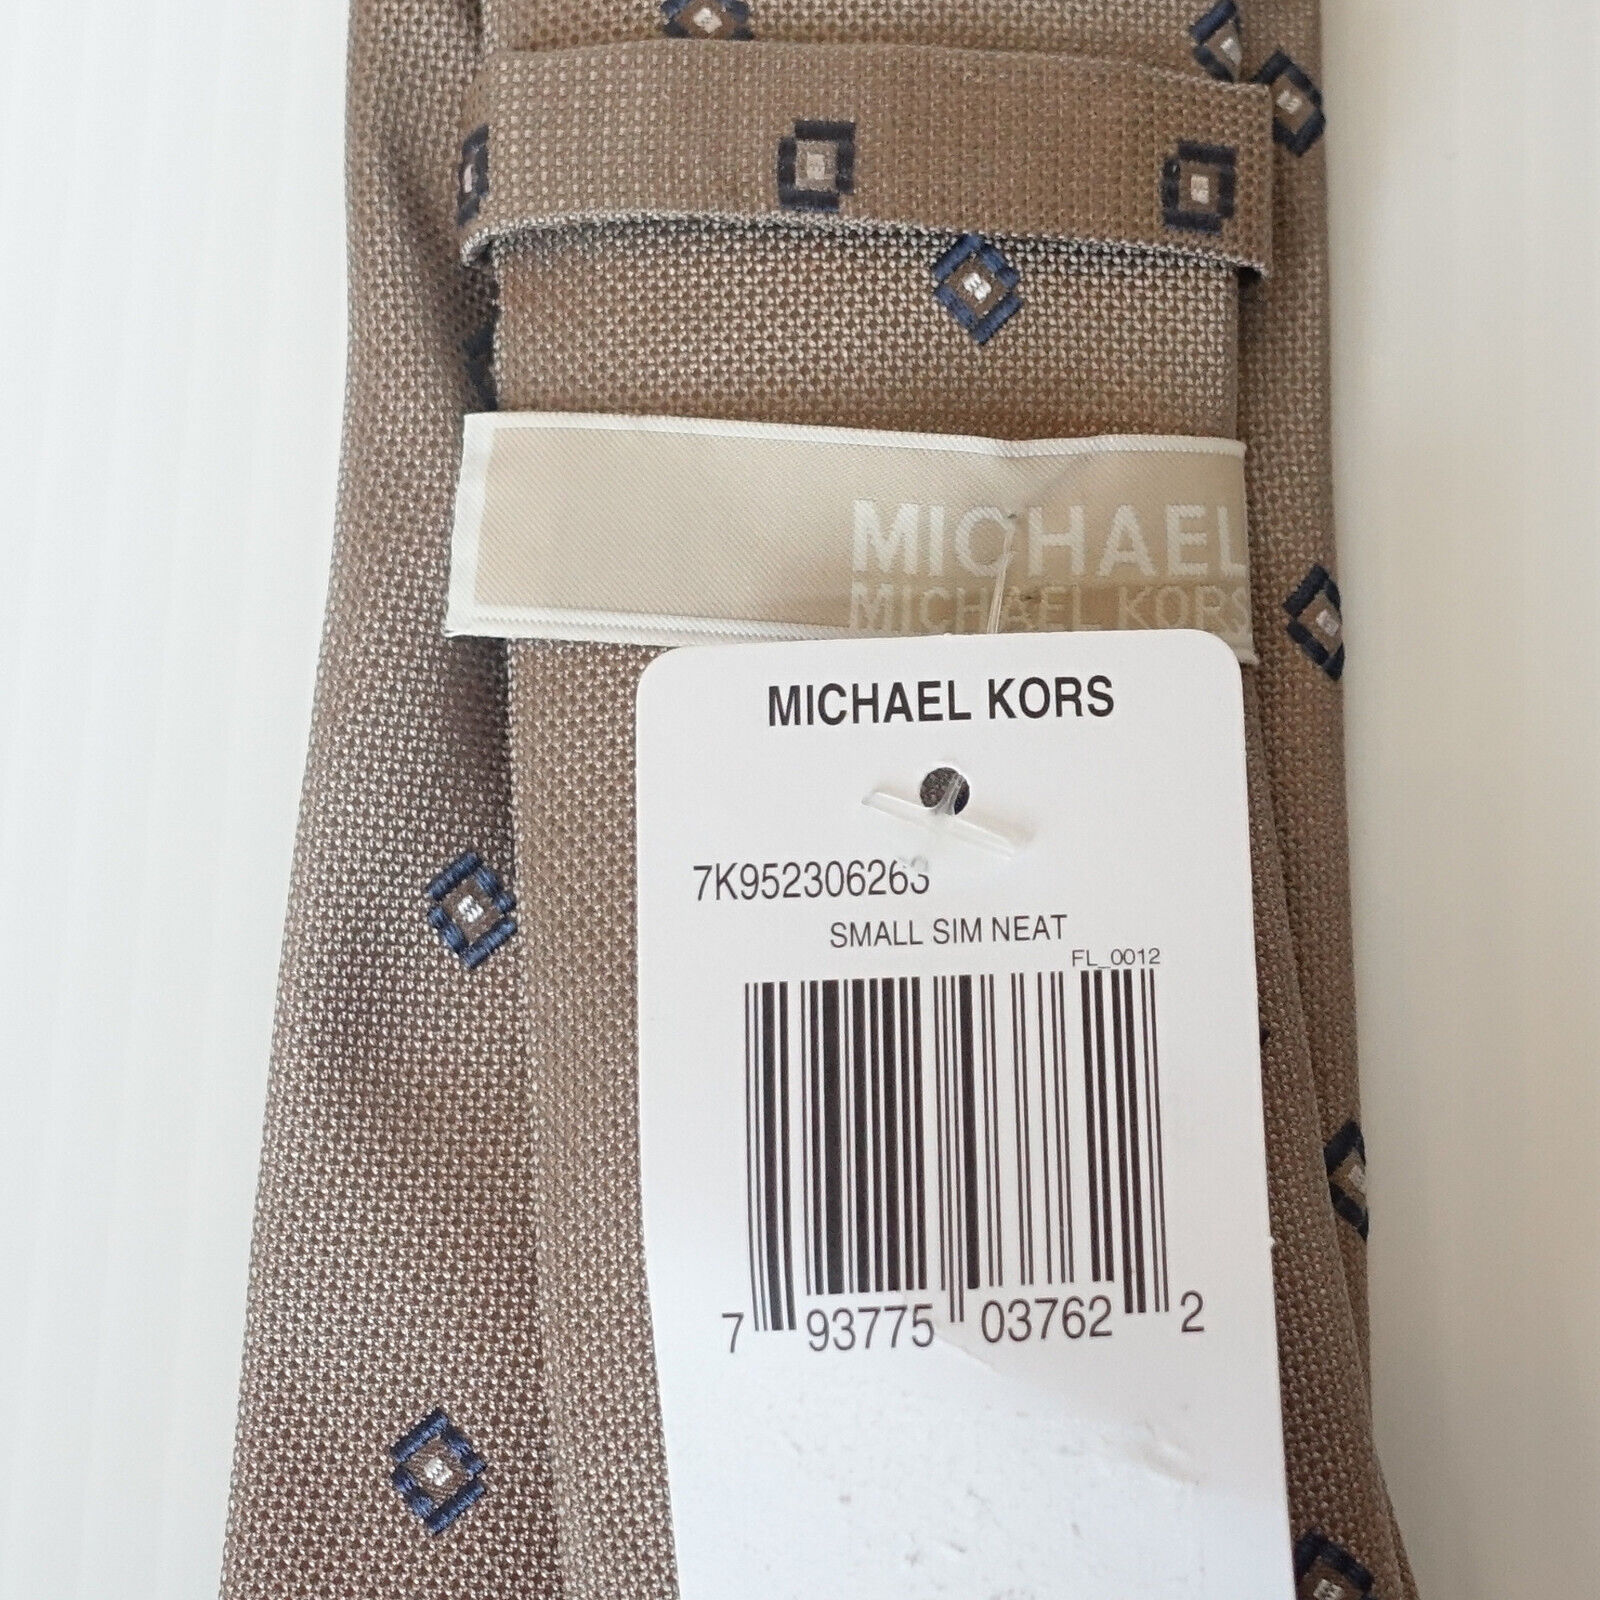 MICHAEL
MICHAEL KORS
MICHAEL KORS
7K952306263
SMALL SIM NEAT
FL_0012
7 93775 03762 2